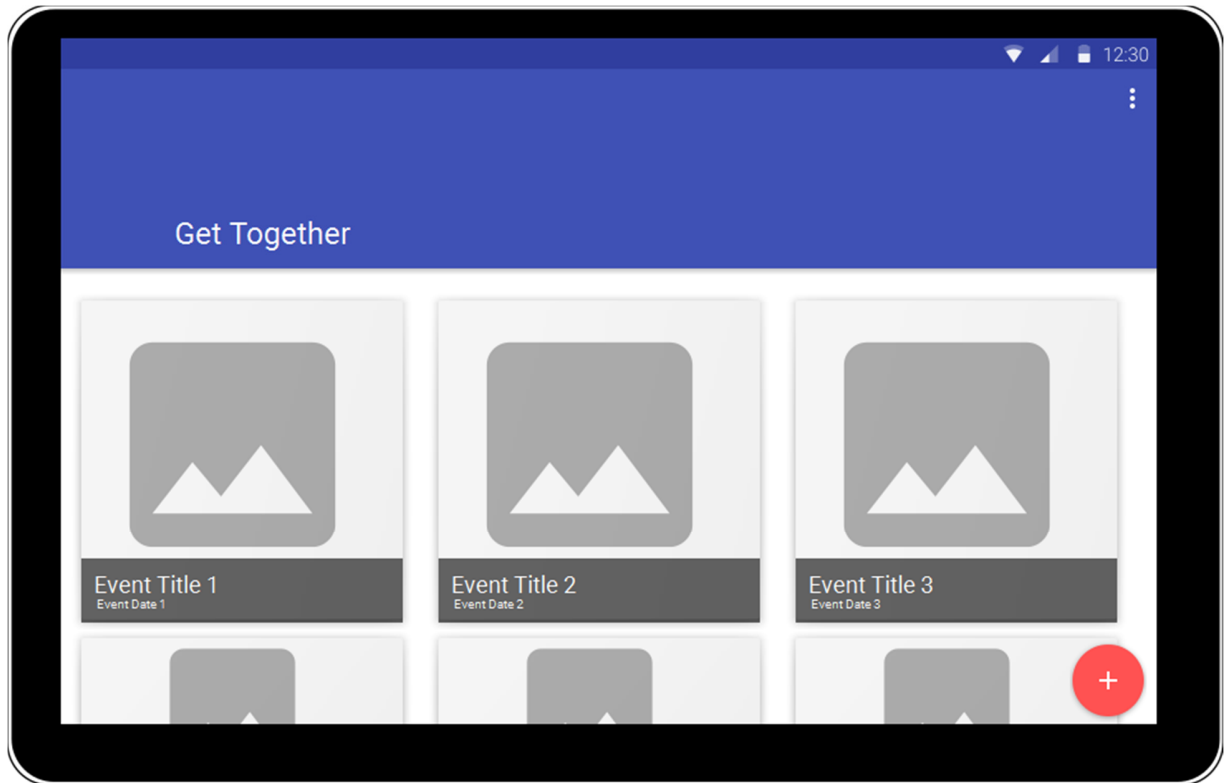 12:30
Get Together
Event Title 1
Event Date 1
Event Title 2
Event Date 2
Event Title 3
Event Date 3